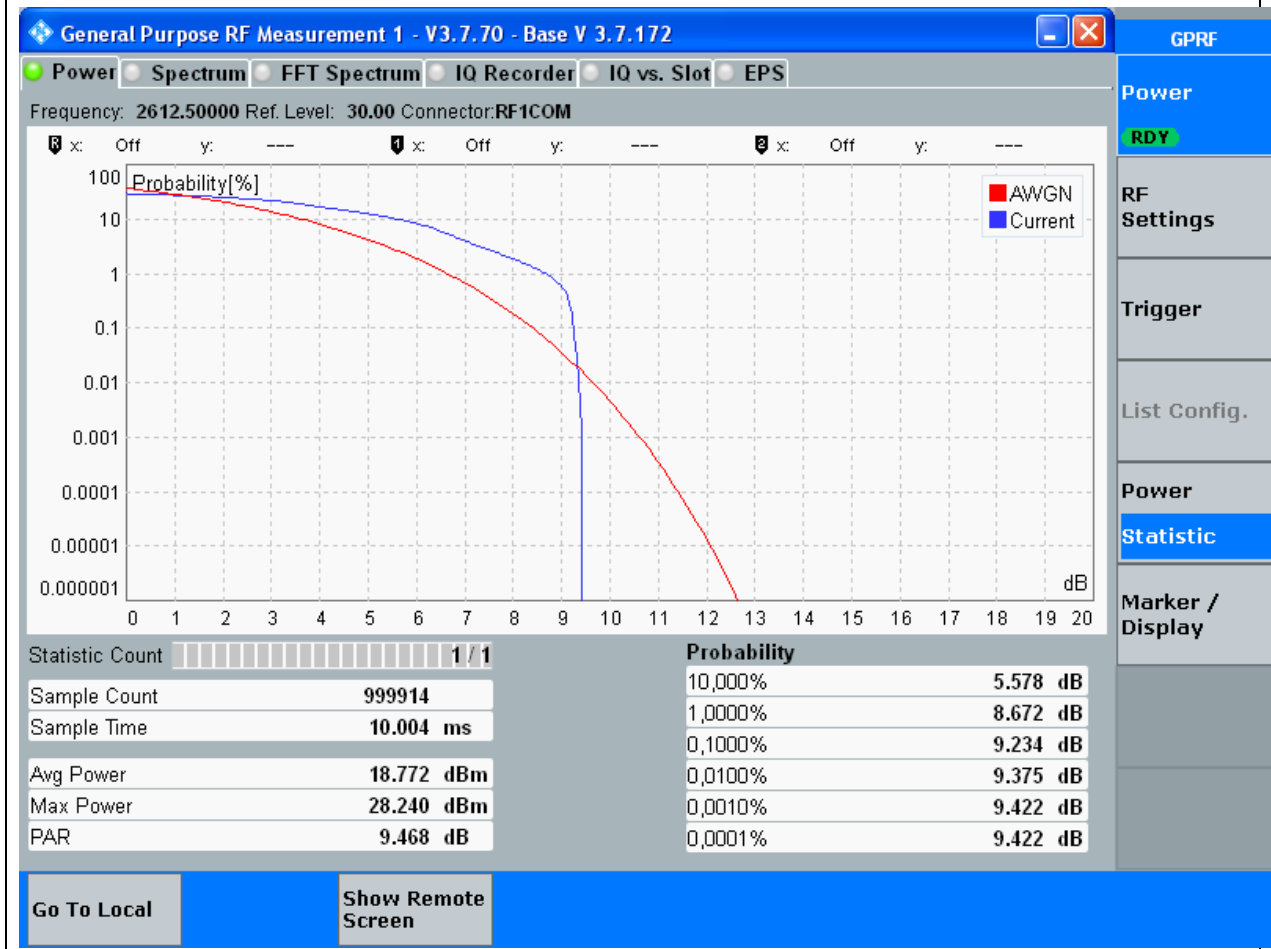 General Purpose RF Measurement 1 - V3.7.70 - Base V 3.7.172
GPRF
Power Spectrum FFT Spectrum IQ Recorder IQ vs. Slot EPS
Power
RDY
Frequency: 2612.50000 Ref. Level: 30.00 Connector:RF1COM
R x: Off y: --- 1 x: Off y: --- 2 x: Off y: ---
Probability[%]
AWGN
Current
100
10
1
0.1
0.01
0.001
0.0001
0.00001
0.000001
dB
0 1 2 3 4 5 6 7 8 9 10 11 12 13 14 15 16 17 18 19 20
RF Settings
Trigger
List Config.
Power
Statistic
Marker /
Display
Statistic Count 1 / 1
Sample Count 999914
Sample Time 10.004 ms
Avg Power 18.772 dBm
Max Power 28.240 dBm
PAR 9.468 dB
Probability
10,000% 5.578 dB
1,0000% 8.672 dB
0,1000% 9.234 dB
0,0100% 9.375 dB
0,0010% 9.422 dB
0,0001% 9.422 dB
Go To Local
Show Remote
Screen